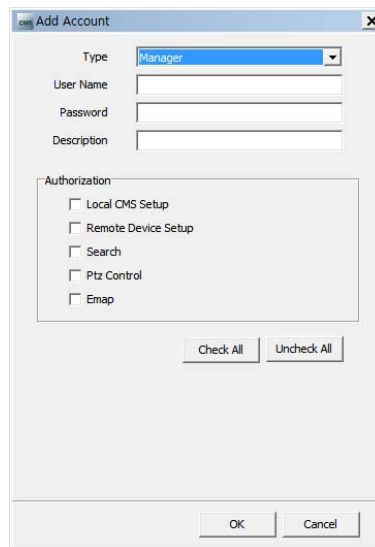 CMS Add Account
Type Manager
User Name
Password
Description
Authorization
Local CMS Setup
Remote Device Setup
Search
Ptz Control
Emap
Check All Uncheck All
OK Cancel